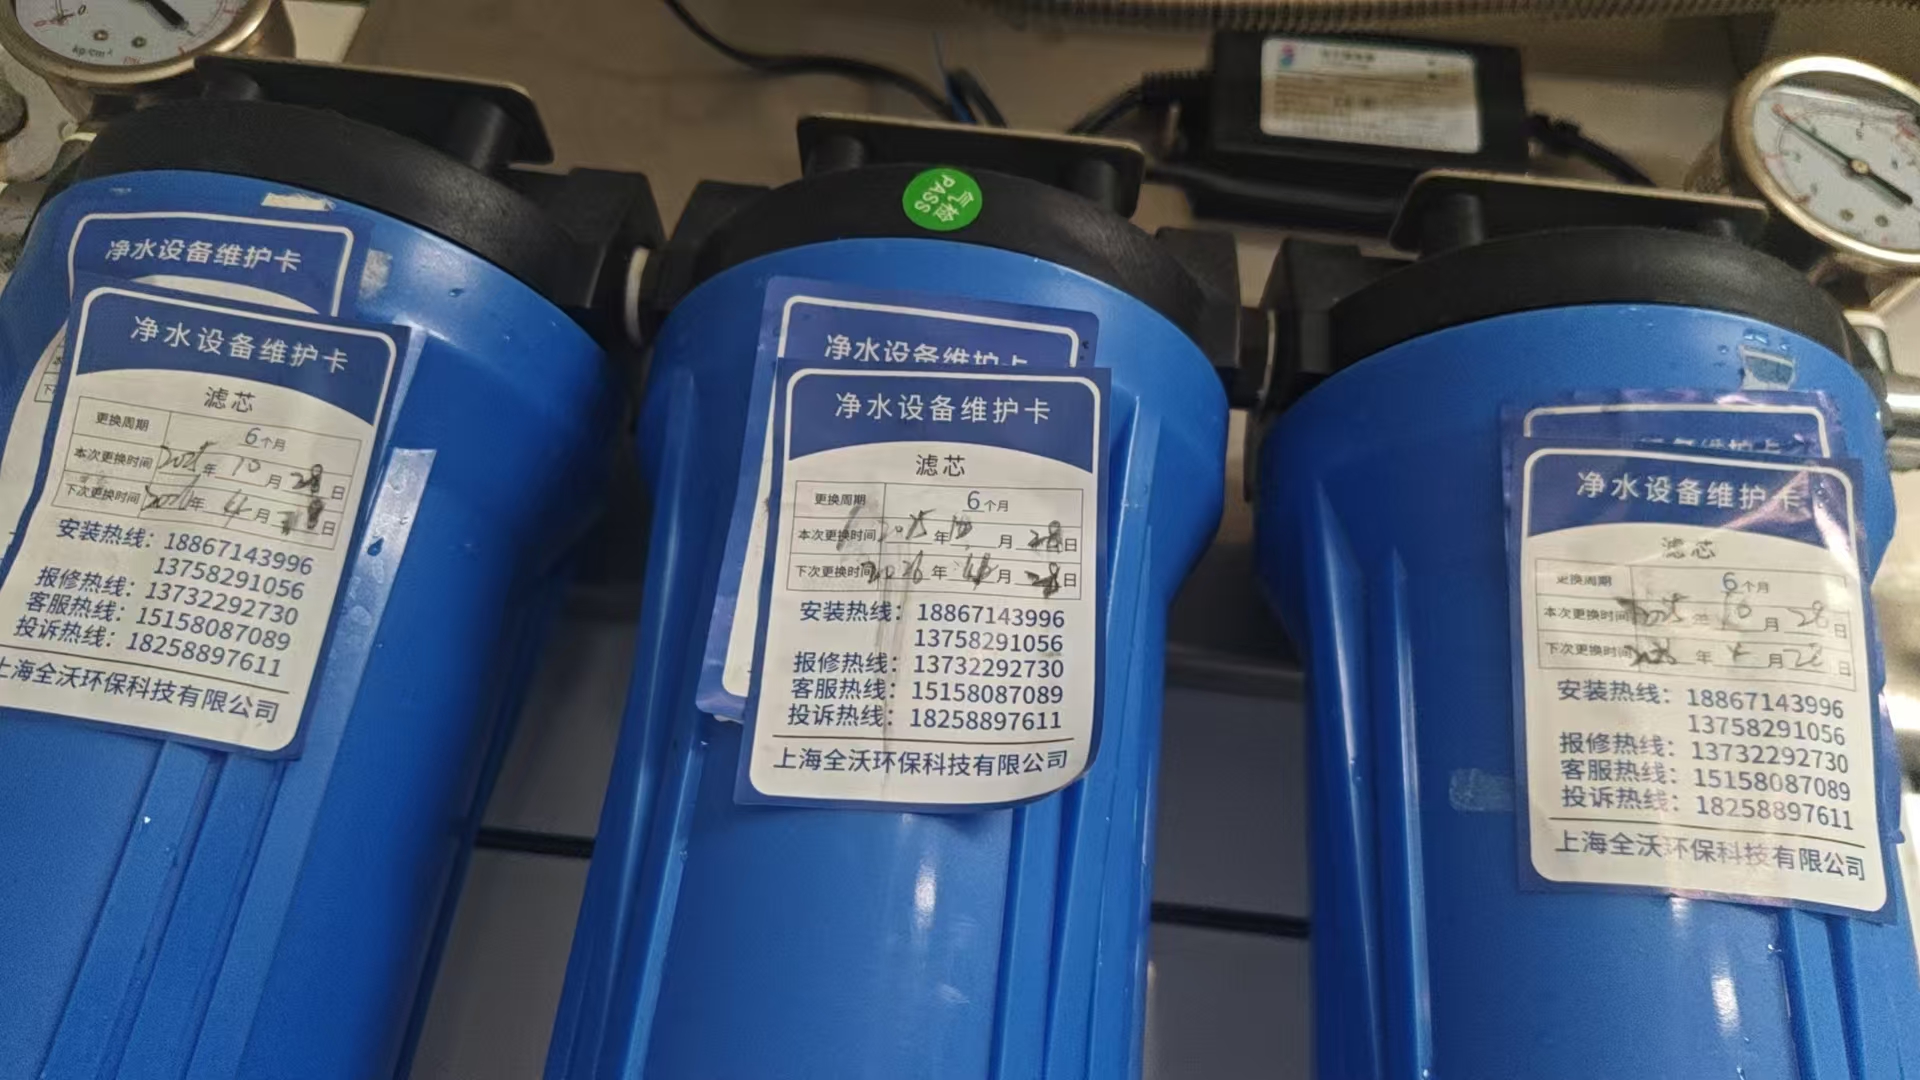 kg/cm²
气检
PASS
净水设备维护卡
净水设备维护卡
滤芯
更换周期 6个月
本次更换时间 2025年10月28日
下次更换时间 2026年4月28日
安装热线：18867143996
13758291056
报修热线：13732292730
客服热线：15158087089
投诉热线：18258897611
上海全沃环保科技有限公司
净水设备维护卡
净水设备维护卡
滤芯
更换周期 6个月
本次更换时间 2025年10月28日
下次更换时间 2026年4月28日
安装热线：18867143996
13758291056
报修热线：13732292730
客服热线：15158087089
投诉热线：18258897611
上海全沃环保科技有限公司
净水设备维护卡
滤芯
更换周期 6个月
本次更换时间 2025年10月28日
下次更换时间 年4月28日
安装热线：18867143996
13758291056
报修热线：13732292730
客服热线：15158087089
投诉热线：18258897611
上海全沃环保科技有限公司